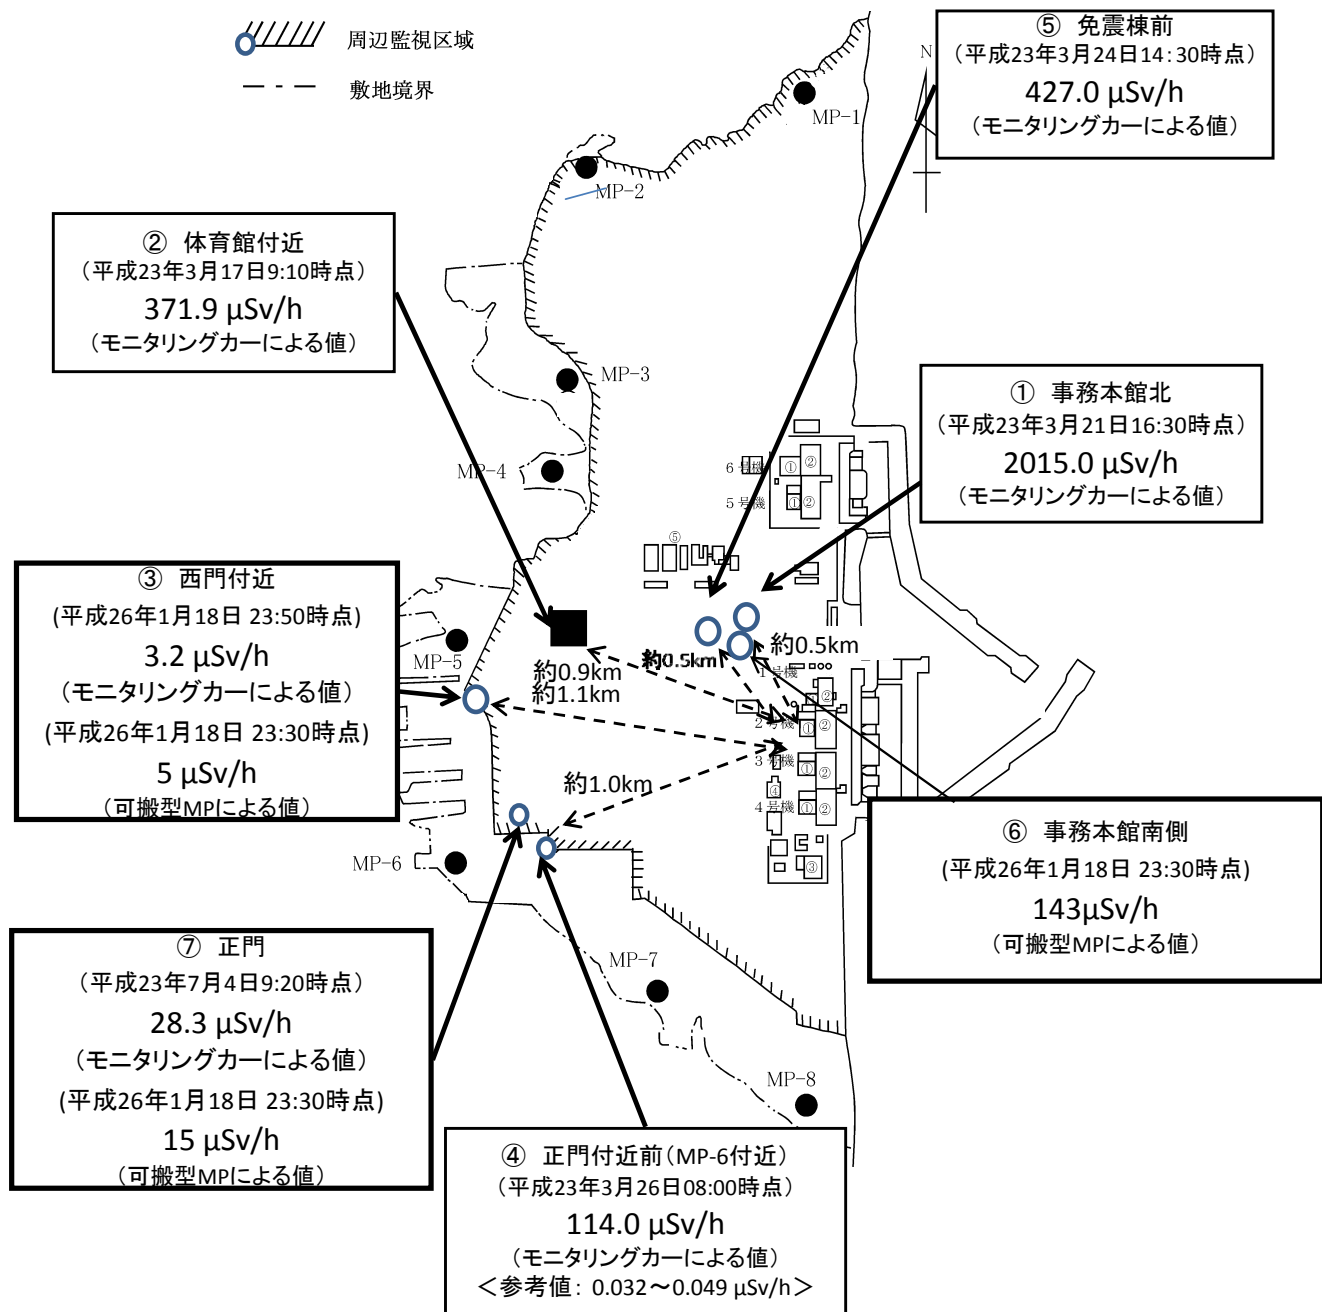 周辺監視区域
敷地境界
⑤ 免震棟前
（平成23年3月24日14:30時点）
427.0 μSv/h
（モニタリングカーによる値）
N
MP-1
MP-2
② 体育館付近
（平成23年3月17日9:10時点）
371.9 μSv/h
（モニタリングカーによる値）
MP-3
① 事務本館北
（平成23年3月21日16:30時点）
2015.0 μSv/h
（モニタリングカーによる値）
MP-4
6号機
① ②
5号機
① ②
⑤
③ 西門付近
(平成26年1月18日 23:50時点)
3.2 μSv/h
（モニタリングカーによる値）
(平成26年1月18日 23:30時点)
5 μSv/h
（可搬型MPによる値）
MP-5
約0.9km
約1.1km
約0.5km
約0.5km
1号機
②
2号機
① ②
3号機
① ②
④
4号機
① ②
③
約1.0km
MP-6
⑥ 事務本館南側
(平成26年1月18日 23:30時点)
143μSv/h
（可搬型MPによる値）
⑦ 正門
（平成23年7月4日9:20時点）
28.3 μSv/h
（モニタリングカーによる値）
(平成26年1月18日 23:30時点)
15 μSv/h
（可搬型MPによる値）
MP-7
MP-8
④ 正門付近前（MP-6付近）
（平成23年3月26日08:00時点）
114.0 μSv/h
（モニタリングカーによる値）
＜参考値： 0.032～0.049 μSv/h＞